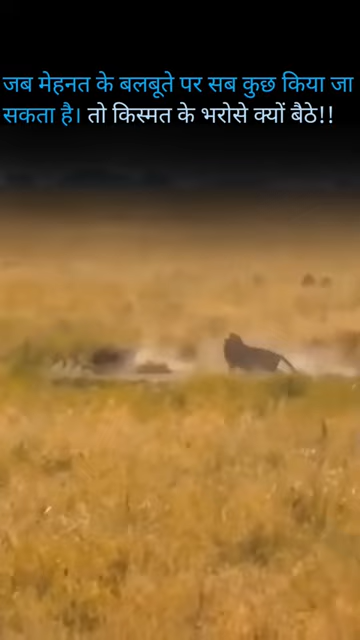 जब मेहनत के बलबूते पर सब कुछ किया जा
सकता है। तो किस्मत के भरोसे क्यों बैठे!!